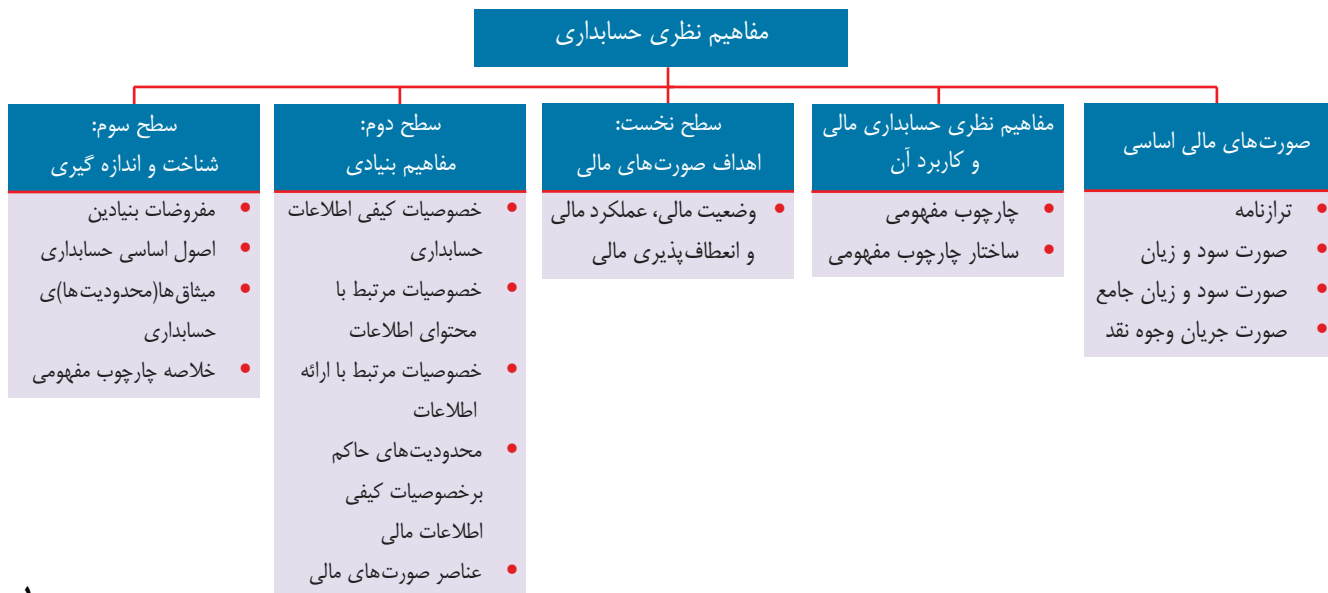 مفاهیم نظری حسابداری
صورت‌های مالی اساسی
• ترازنامه
• صورت سود و زیان
• صورت سود و زیان جامع
• صورت جریان وجوه نقد
مفاهیم نظری حسابداری مالی
و کاربرد آن
• چارچوب مفهومی
• ساختار چارچوب مفهومی
سطح نخست:
اهداف صورت‌های مالی
• وضعیت مالی، عملکرد مالی
و انعطاف‌پذیری مالی
سطح دوم:
مفاهیم بنیادی
• خصوصیات کیفی اطلاعات
حسابداری
• خصوصیات مرتبط با
محتوای اطلاعات
• خصوصیات مرتبط با ارائه
اطلاعات
• محدودیت‌های حاکم
برخصوصیات کیفی
اطلاعات مالی
• عناصر صورت‌های مالی
سطح سوم:
شناخت و اندازه گیری
• مفروضات بنیادین
• اصول اساسی حسابداری
• میثاق‌ها(محدودیت‌ها)ی
حسابداری
• خلاصه چارچوب مفهومی